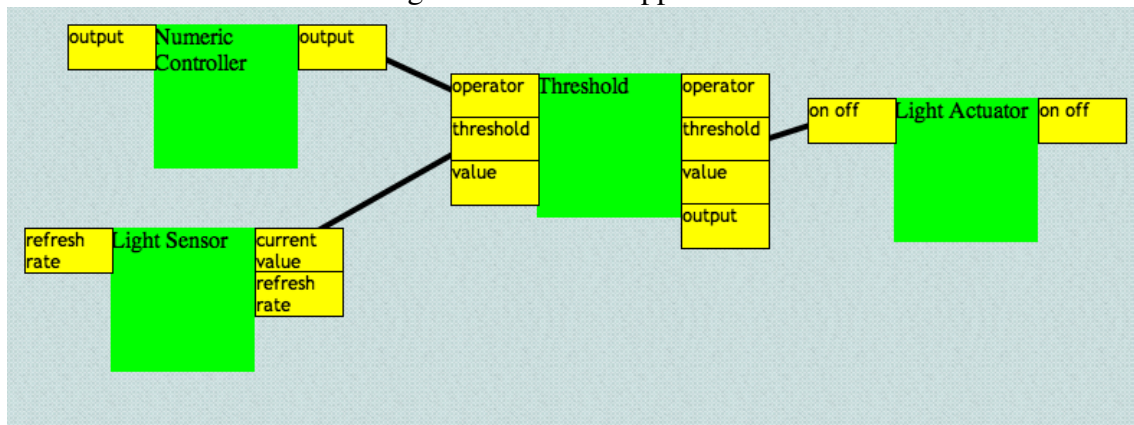 output
Numeric
Controller
output
operator
threshold
value
Threshold
operator
threshold
value
output
on off
Light Actuator
on off
refresh
rate
Light Sensor
current
value
refresh
rate